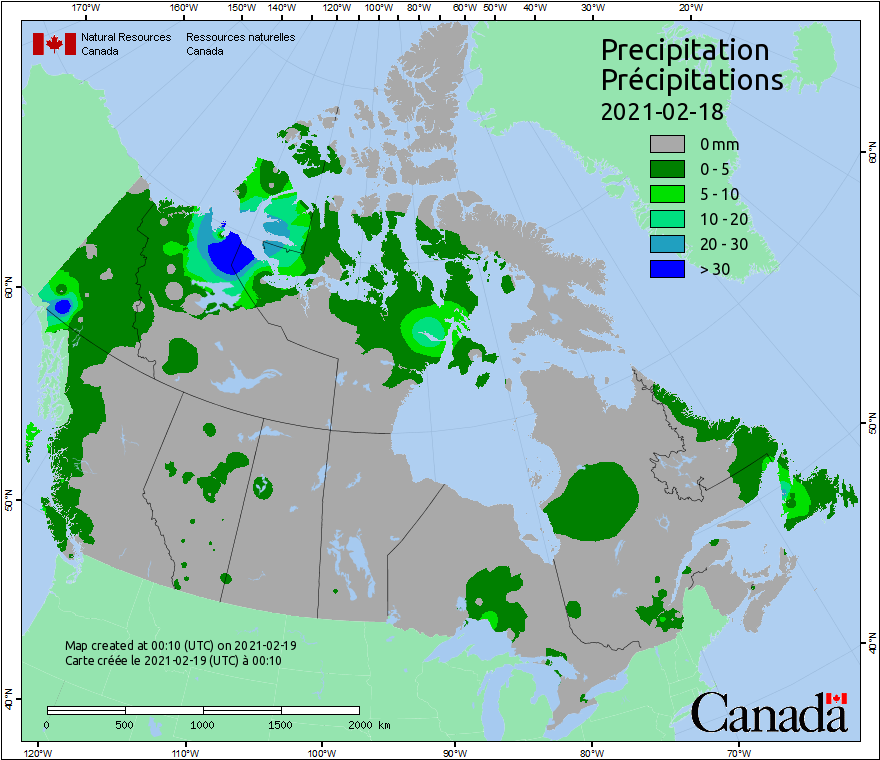 170°W 160°W 150°W 140°W 120°W 100°W 80°W 60°W 50°W 40°W 30°W 20°W
Natural Resources Ressources naturelles
Canada Canada
Precipitation
Précipitations
2021-02-18
0 mm
0 - 5
5 - 10
10 - 20
20 - 30
> 30
60°N
60°N
50°N
50°N
40°N
40°N
Map created at 00:10 (UTC) on 2021-02-19
Carte créée le 2021-02-19 (UTC) à 00:10
0 500 1000 1500 2000 km
Canada
120°W 110°W 100°W 90°W 80°W 70°W